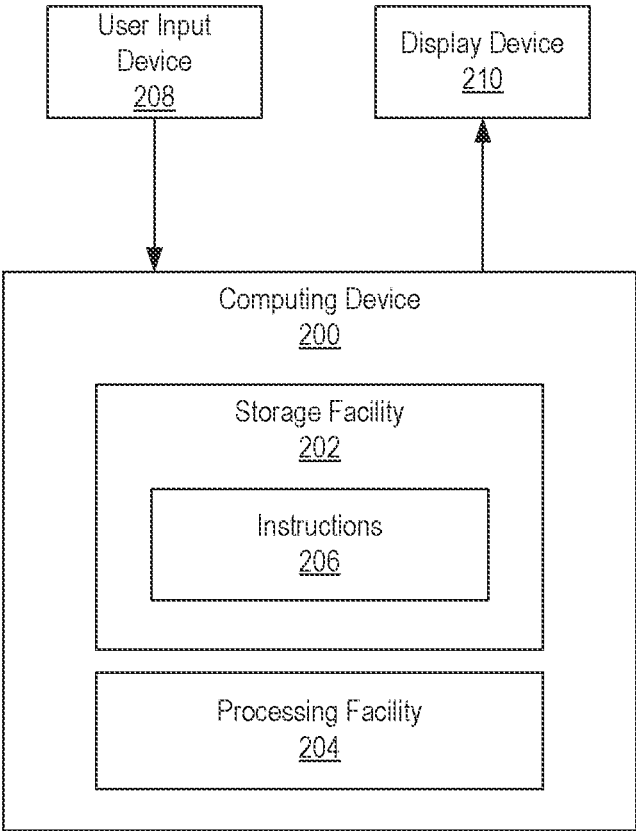 User Input
Device
208
Display Device
210
Computing Device
200
Storage Facility
202
Instructions
206
Processing Facility
204